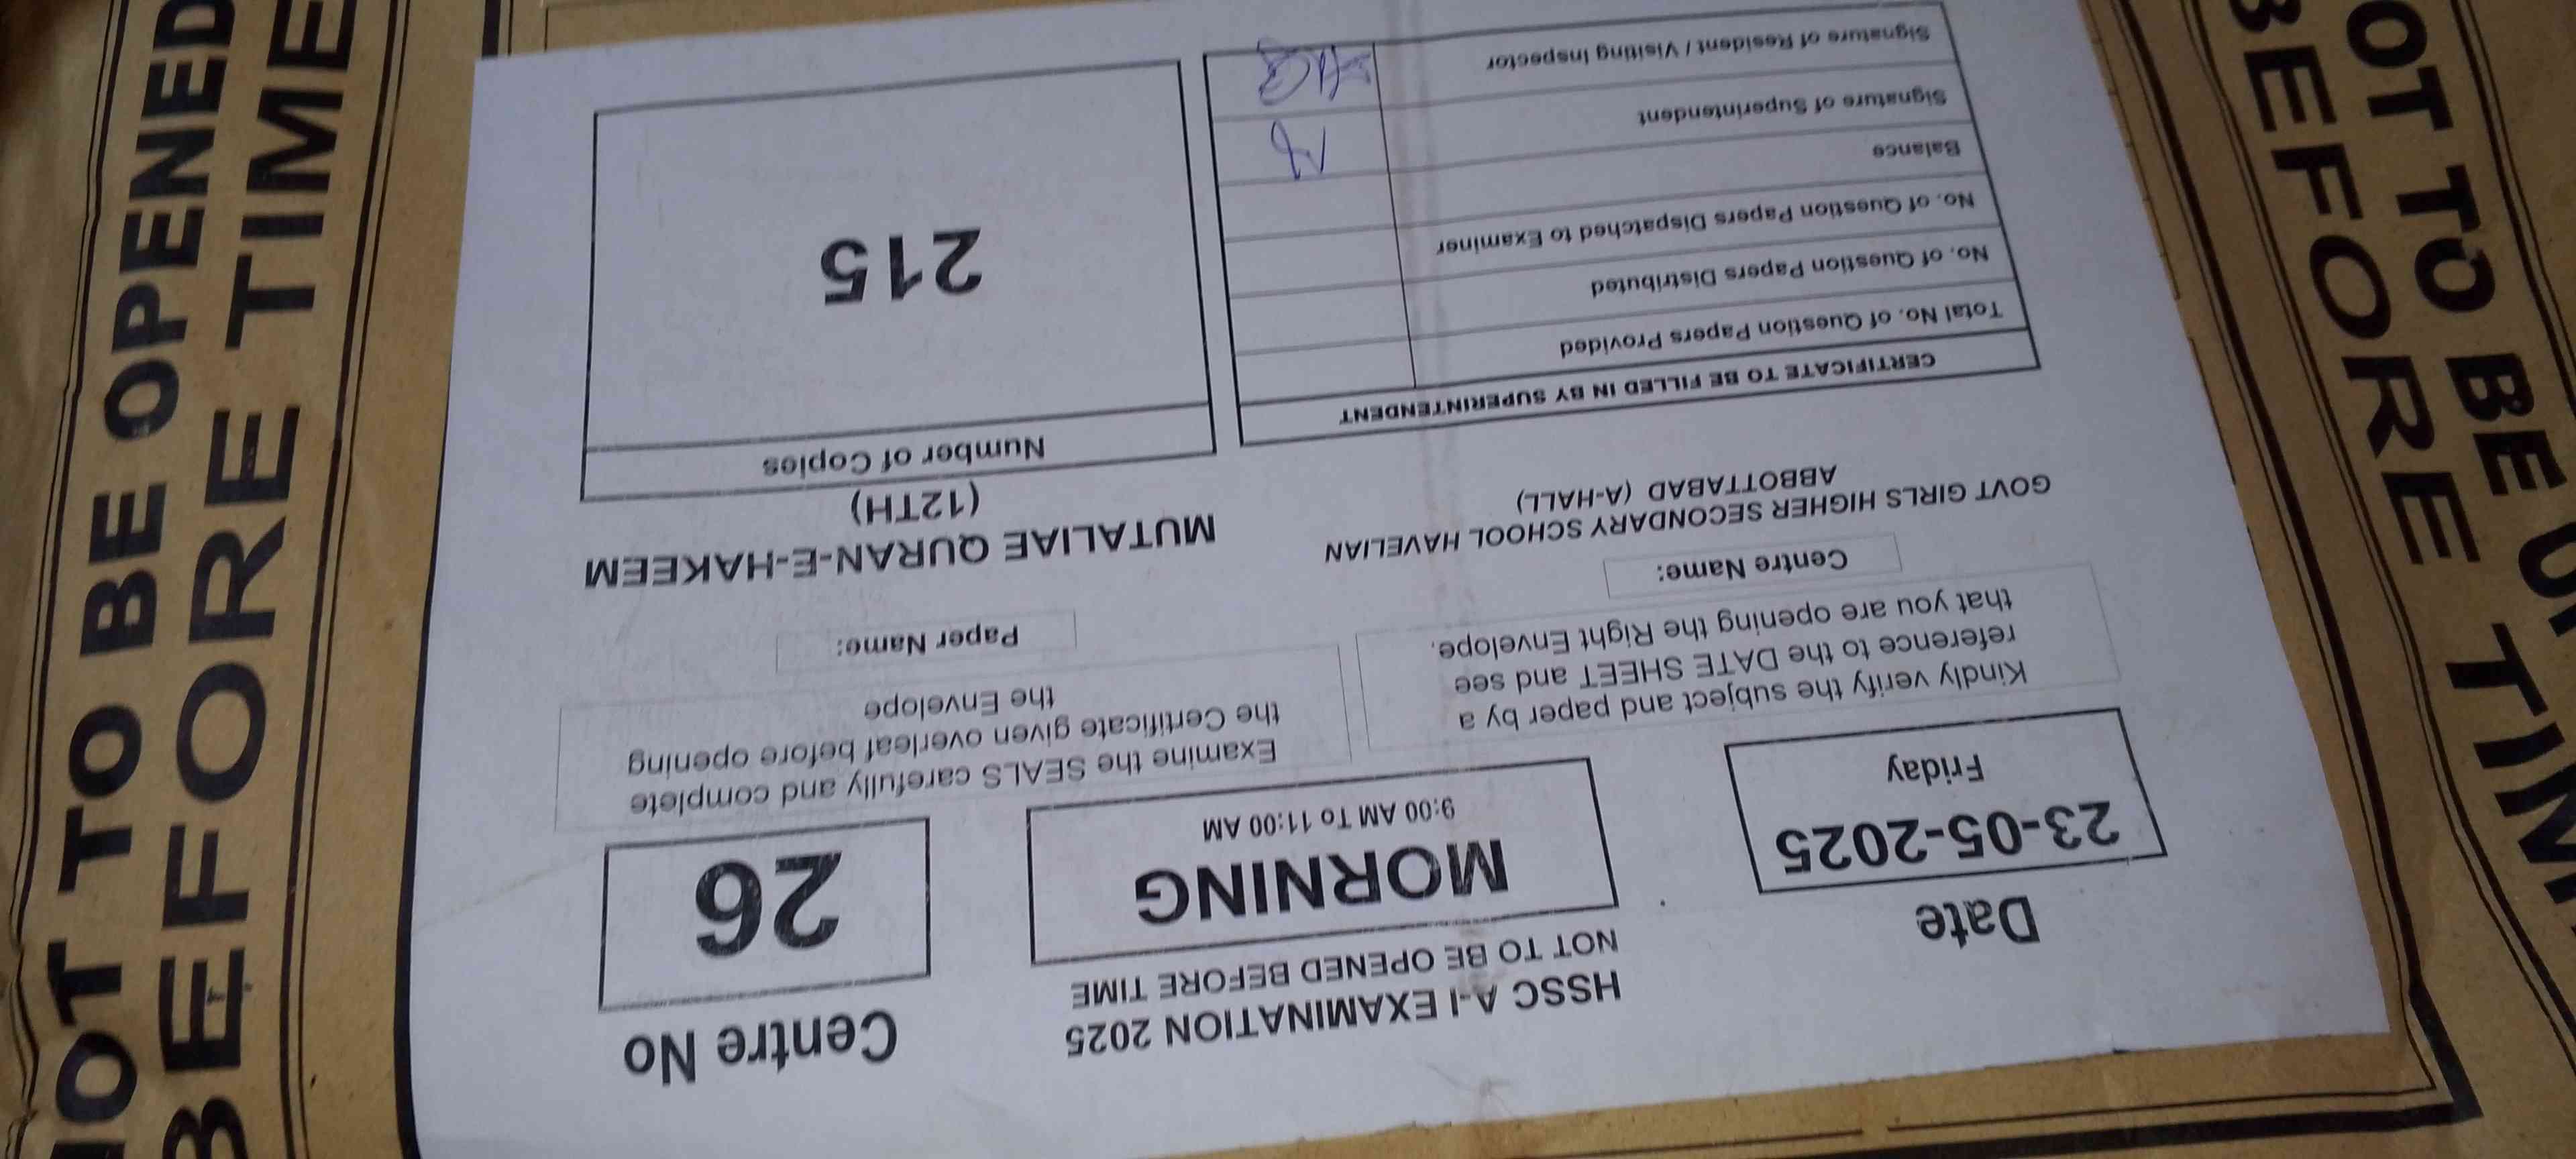 HSSC A-I EXAMINATION 2025
NOT TO BE OPENED BEFORE TIME
Date
23-05-2025
Friday
MORNING
9:00 AM To 11:00 AM
Centre No
26
Kindly verify the subject and paper by a
reference to the DATE SHEET and see
that you are opening the Right Envelope.
Examine the SEALS carefully and complete
the Certificate given overleaf before opening
the Envelope
Centre Name:
GOVT GIRLS HIGHER SECONDARY SCHOOL HAVELIAN
ABBOTTABAD (A-HALL)
Paper Name:
MUTALIAE QURAN-E-HAKEEM
(12TH)
CERTIFICATE TO BE FILLED IN BY SUPERINTENDENT
Total No. of Question Papers Provided
No. of Question Papers Distributed
No. of Question Papers Dispatched to Examiner
Balance
Signature of Superintendent
Signature of Resident / Visiting Inspector
Number of Copies
215
NOT TO BE OPENED
BEFORE TIME
OT TO BE
BEFORE TIM